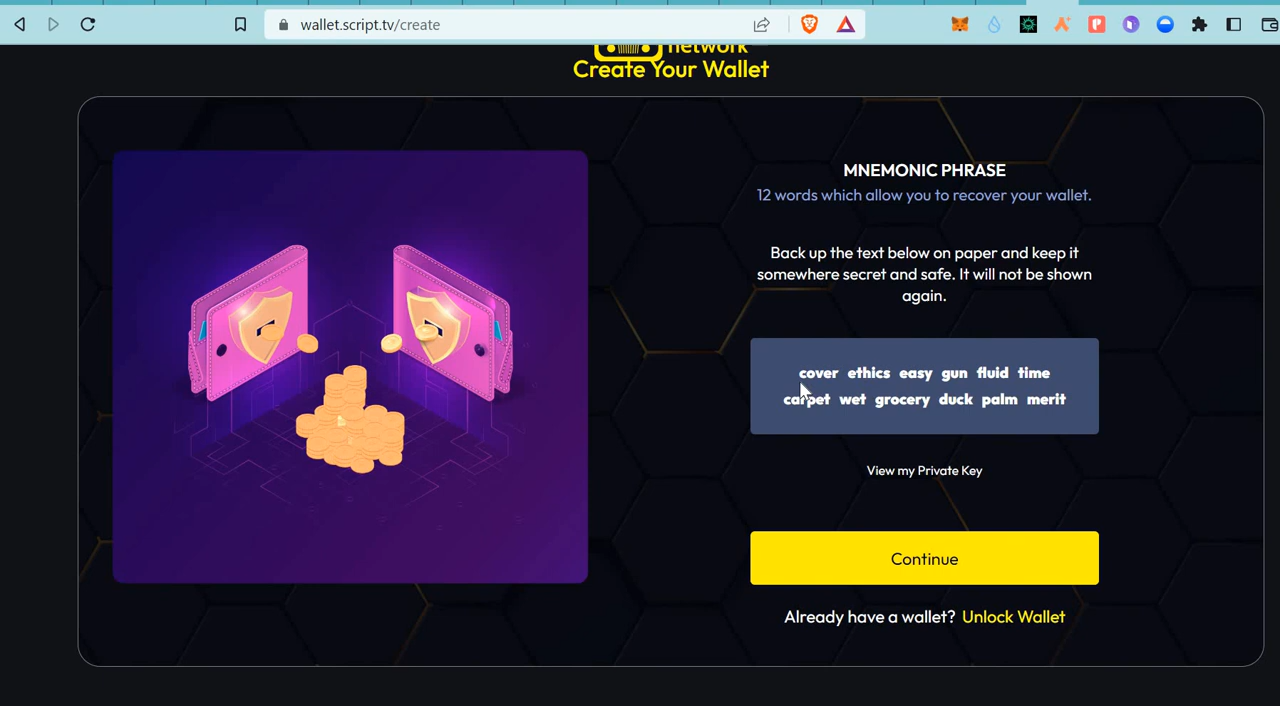 wallet.script.tv/create
network
Create Your Wallet
MNEMONIC PHRASE
12 words which allow you to recover your wallet.
Back up the text below on paper and keep it
somewhere secret and safe. It will not be shown
again.
cover ethics easy gun fluid time
carpet wet grocery duck palm merit
View my Private Key
Continue
Already have a wallet? Unlock Wallet